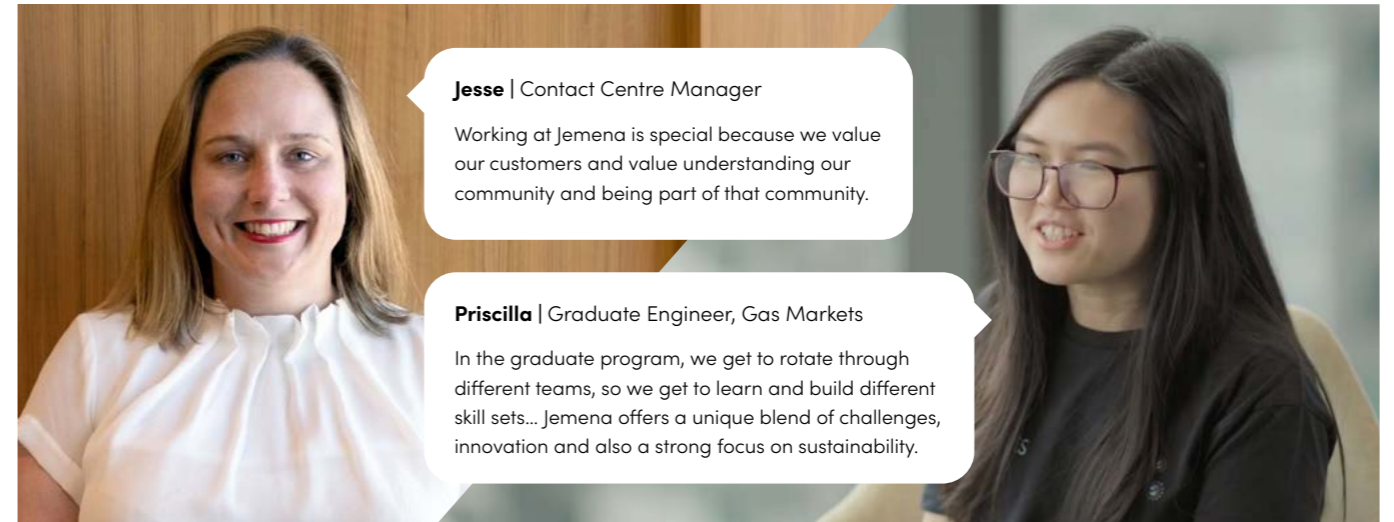 Jesse | Contact Centre Manager
Working at Jemena is special because we value
our customers and value understanding our
community and being part of that community.
Priscilla | Graduate Engineer, Gas Markets
In the graduate program, we get to rotate through
different teams, so we get to learn and build different
skill sets... Jemena offers a unique blend of challenges,
innovation and also a strong focus on sustainability.